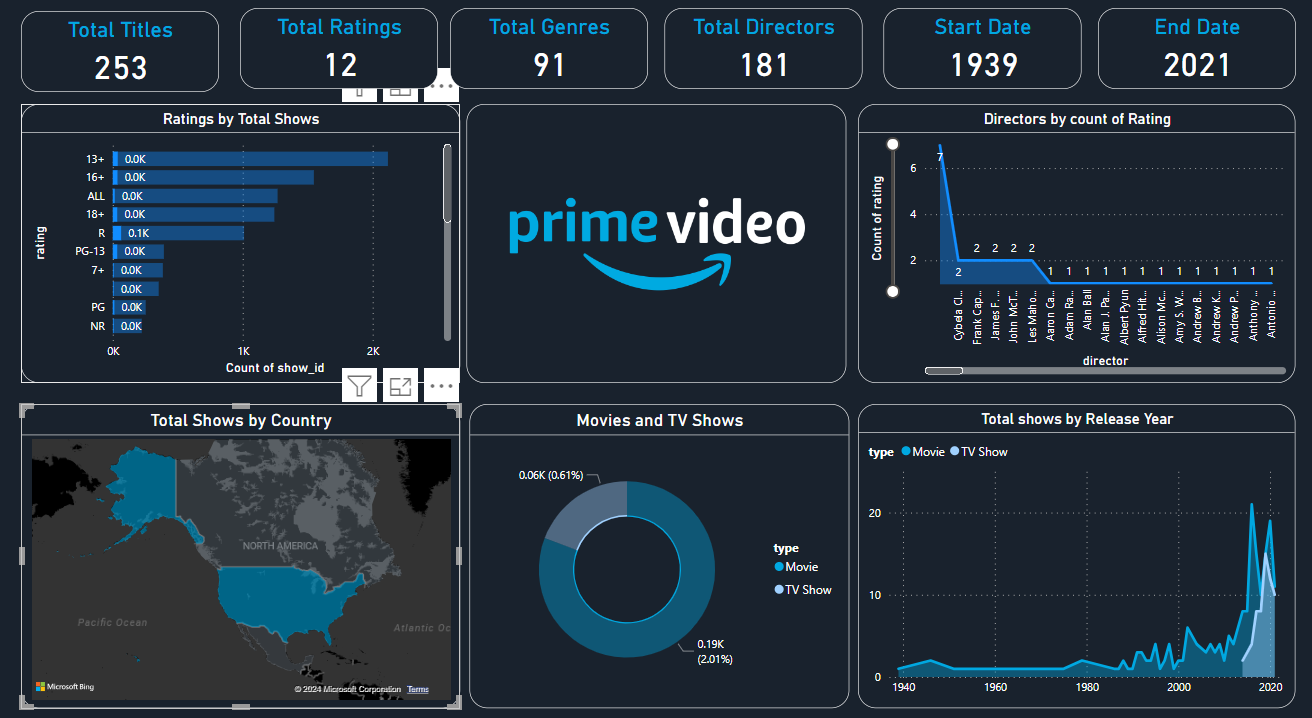 Total Titles
253
Total Ratings
12
Total Genres
91
Total Directors
181
Start Date
1939
End Date
2021
Ratings by Total Shows
rating
13+ 0.0K
16+ 0.0K
ALL 0.0K
18+ 0.0K
R 0.1K
PG-13 0.0K
7+ 0.0K
0.0K
PG 0.0K
NR 0.0K
0K 1K 2K
Count of show_id
prime video
Directors by count of Rating
Count of rating
6
4
2
7
2 2 2 2 2 1 1 1 1 1 1 1 1 1 1 1 1 1
Cybela Cl...
Frank Cap...
James F. ...
John McT...
Les Maho...
Aaron Ca...
Adam Ra...
Alan Ball
Alan J. Pa...
Albert Pyun
Alfred Hit...
Alison Mc...
Amy S. W...
Andrew B...
Andrew K...
Andrew P...
Anthony ...
Antonio ...
director
Total Shows by Country
NORTH AMERICA
Pacific Ocean
Atlantic Oc
Microsoft Bing
© 2024 Microsoft Corporation Terms
Movies and TV Shows
0.06K (0.61%)
0.19K
(2.01%)
type
Movie
TV Show
Total shows by Release Year
type Movie TV Show
20
10
0
1940 1960 1980 2000 2020